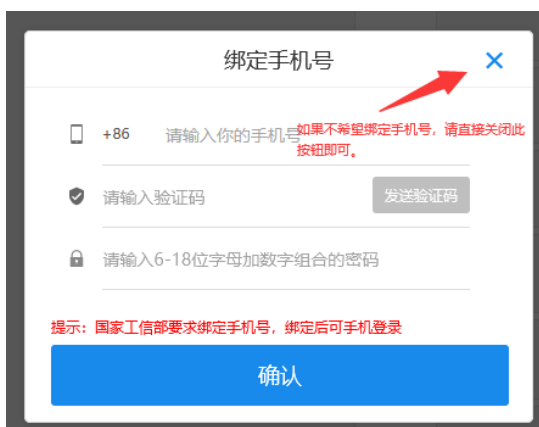 绑定手机号
+86 请输入你的手机号
如果不希望绑定手机号，请直接关闭此
按钮即可。
请输入验证码 发送验证码
请输入6-18位字母加数字组合的密码
提示：国家工信部要求绑定手机号，绑定后可手机登录
确认